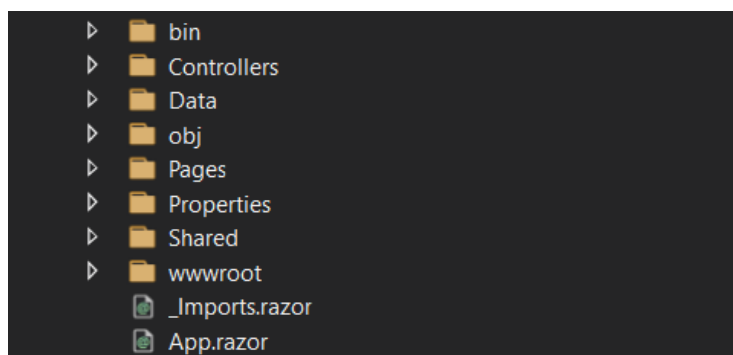 bin
Controllers
Data
obj
Pages
Properties
Shared
wwwroot
_Imports.razor
App.razor